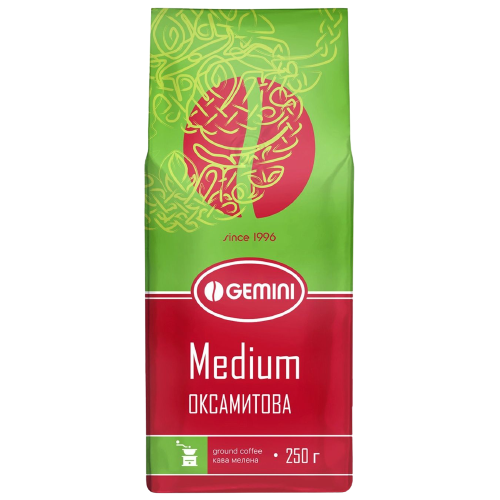 since 1996
GEMINI
Medium
ОКСАМИТОВА
ground coffee
кава мелена
• 250 г